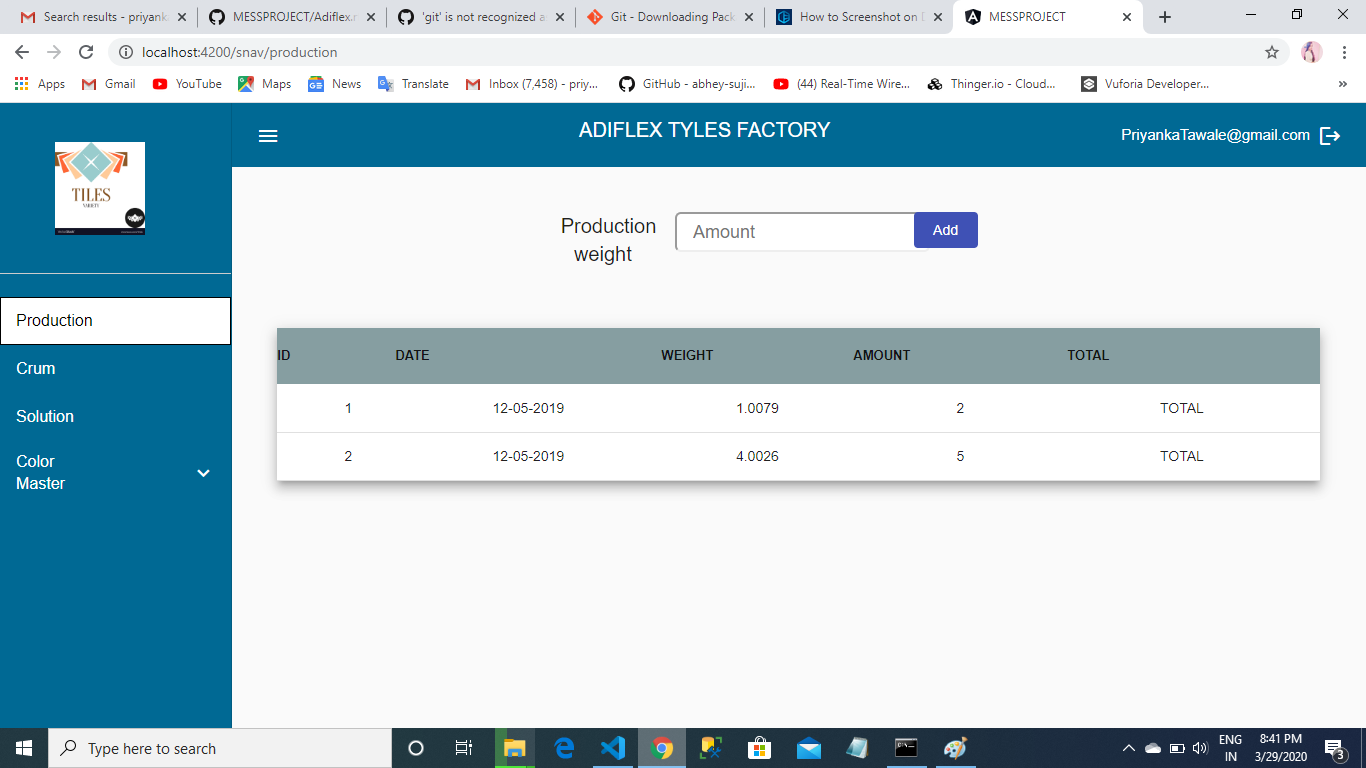 Search results - priyank MESSPROJECT/Adiflex.r 'git' is not recognized a Git - Downloading Pack How to Screenshot on MESSPROJECT
localhost:4200/snav/production
Apps Gmail YouTube Maps News Translate Inbox (7,458) - priy... GitHub - abhey-suji... (44) Real-Time Wire... Thinger.io - Cloud... Vuforia Developer... »
TILES
VARIETY
ADIFLEX TYLES FACTORY
PriyankaTawale@gmail.com
Production
Crum
Solution
Color
Master
Production
weight
Amount
Add
ID DATE WEIGHT AMOUNT TOTAL
1 12-05-2019 1.0079 2 TOTAL
2 12-05-2019 4.0026 5 TOTAL
Type here to search
ENG
IN
8:41 PM
3/29/2020
3